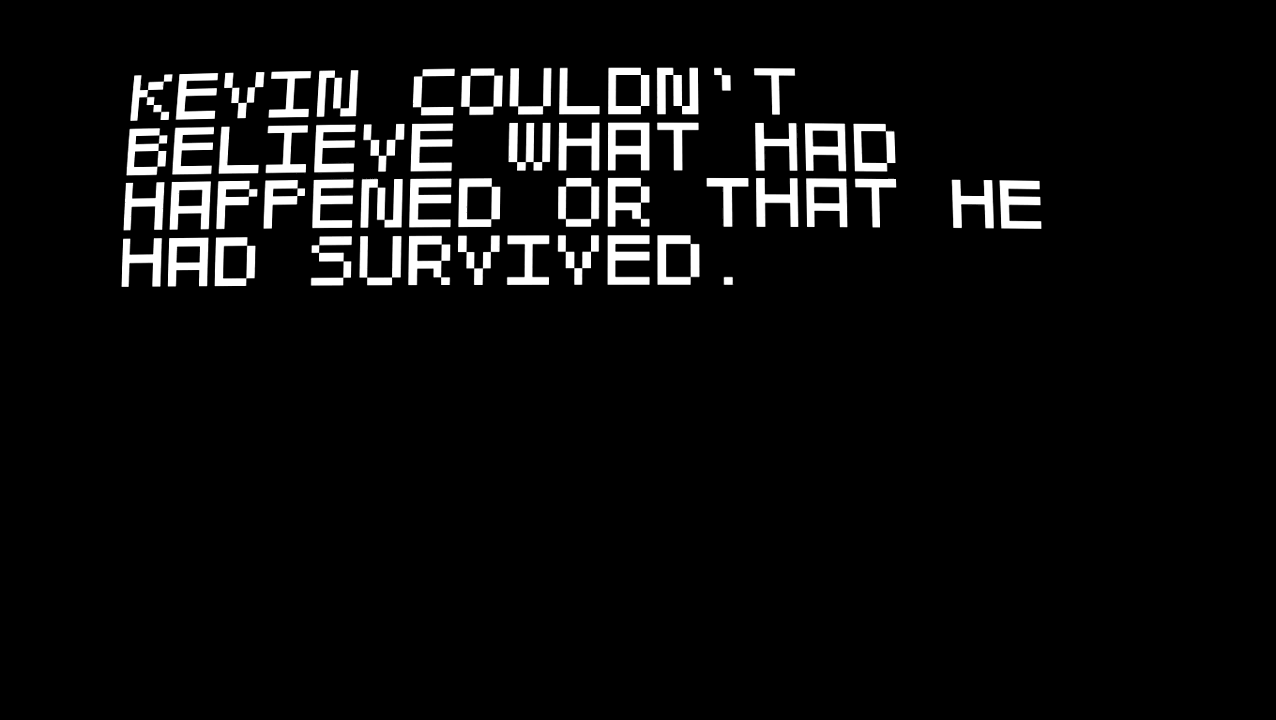 KEVIN COULDN'T
BELIEVE WHAT HAD
HAPPENED OR THAT HE
HAD SURVIVED.